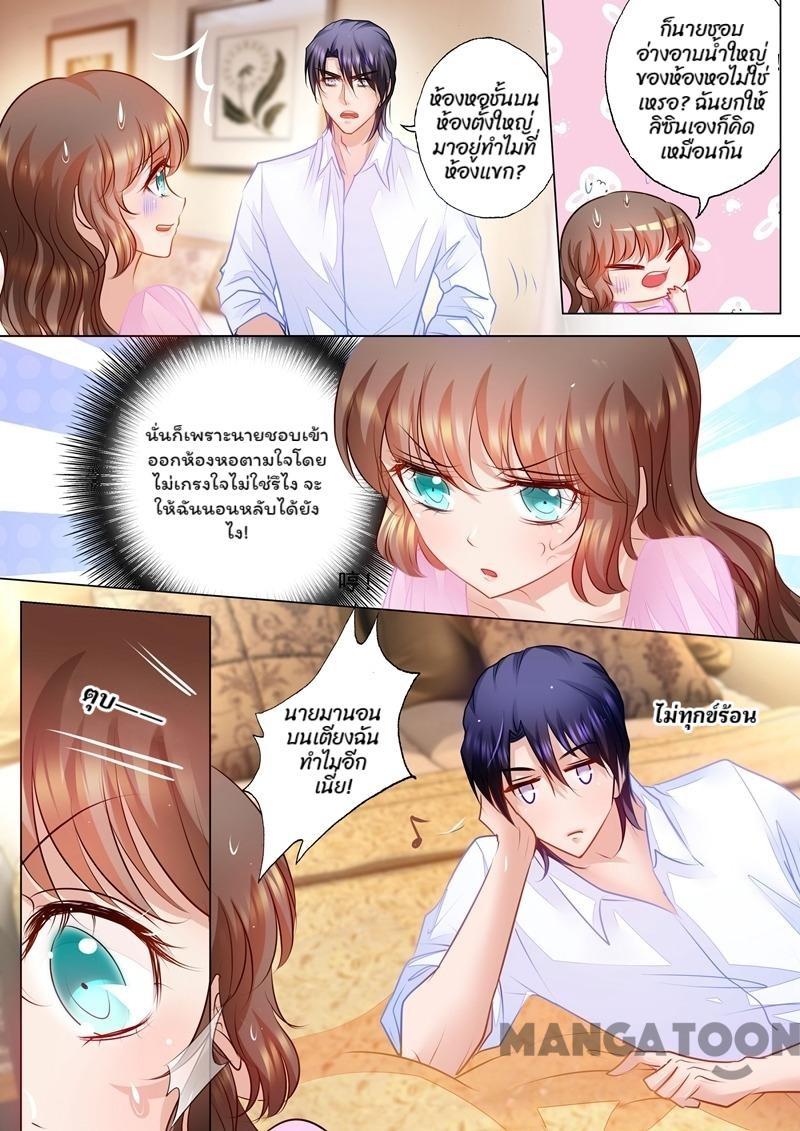 ห้องหอชั้นบน
ห้องตั้งใหญ่
มาอยู่ทำไมที่
ห้องแขก?
ก็นายชอบ
อ่างอาบน้ำใหญ่
ของห้องหอไม่ใช่
เหรอ? ฉันยกให้
ลิซินเองก็คิด
เหมือนกัน
นั่นก็เพราะนายชอบเข้า
ออกห้องหอตามใจโดย
ไม่เกรงใจไม่ใช่รึไง จะ
ให้ฉันนอนหลับได้ยัง
ไง!
哼!
ตุบ——
นายมานอน
บนเตียงฉัน
ทำไมอีก
เนี่ย!
ไม่ทุกข์ร้อน
MANGATOON